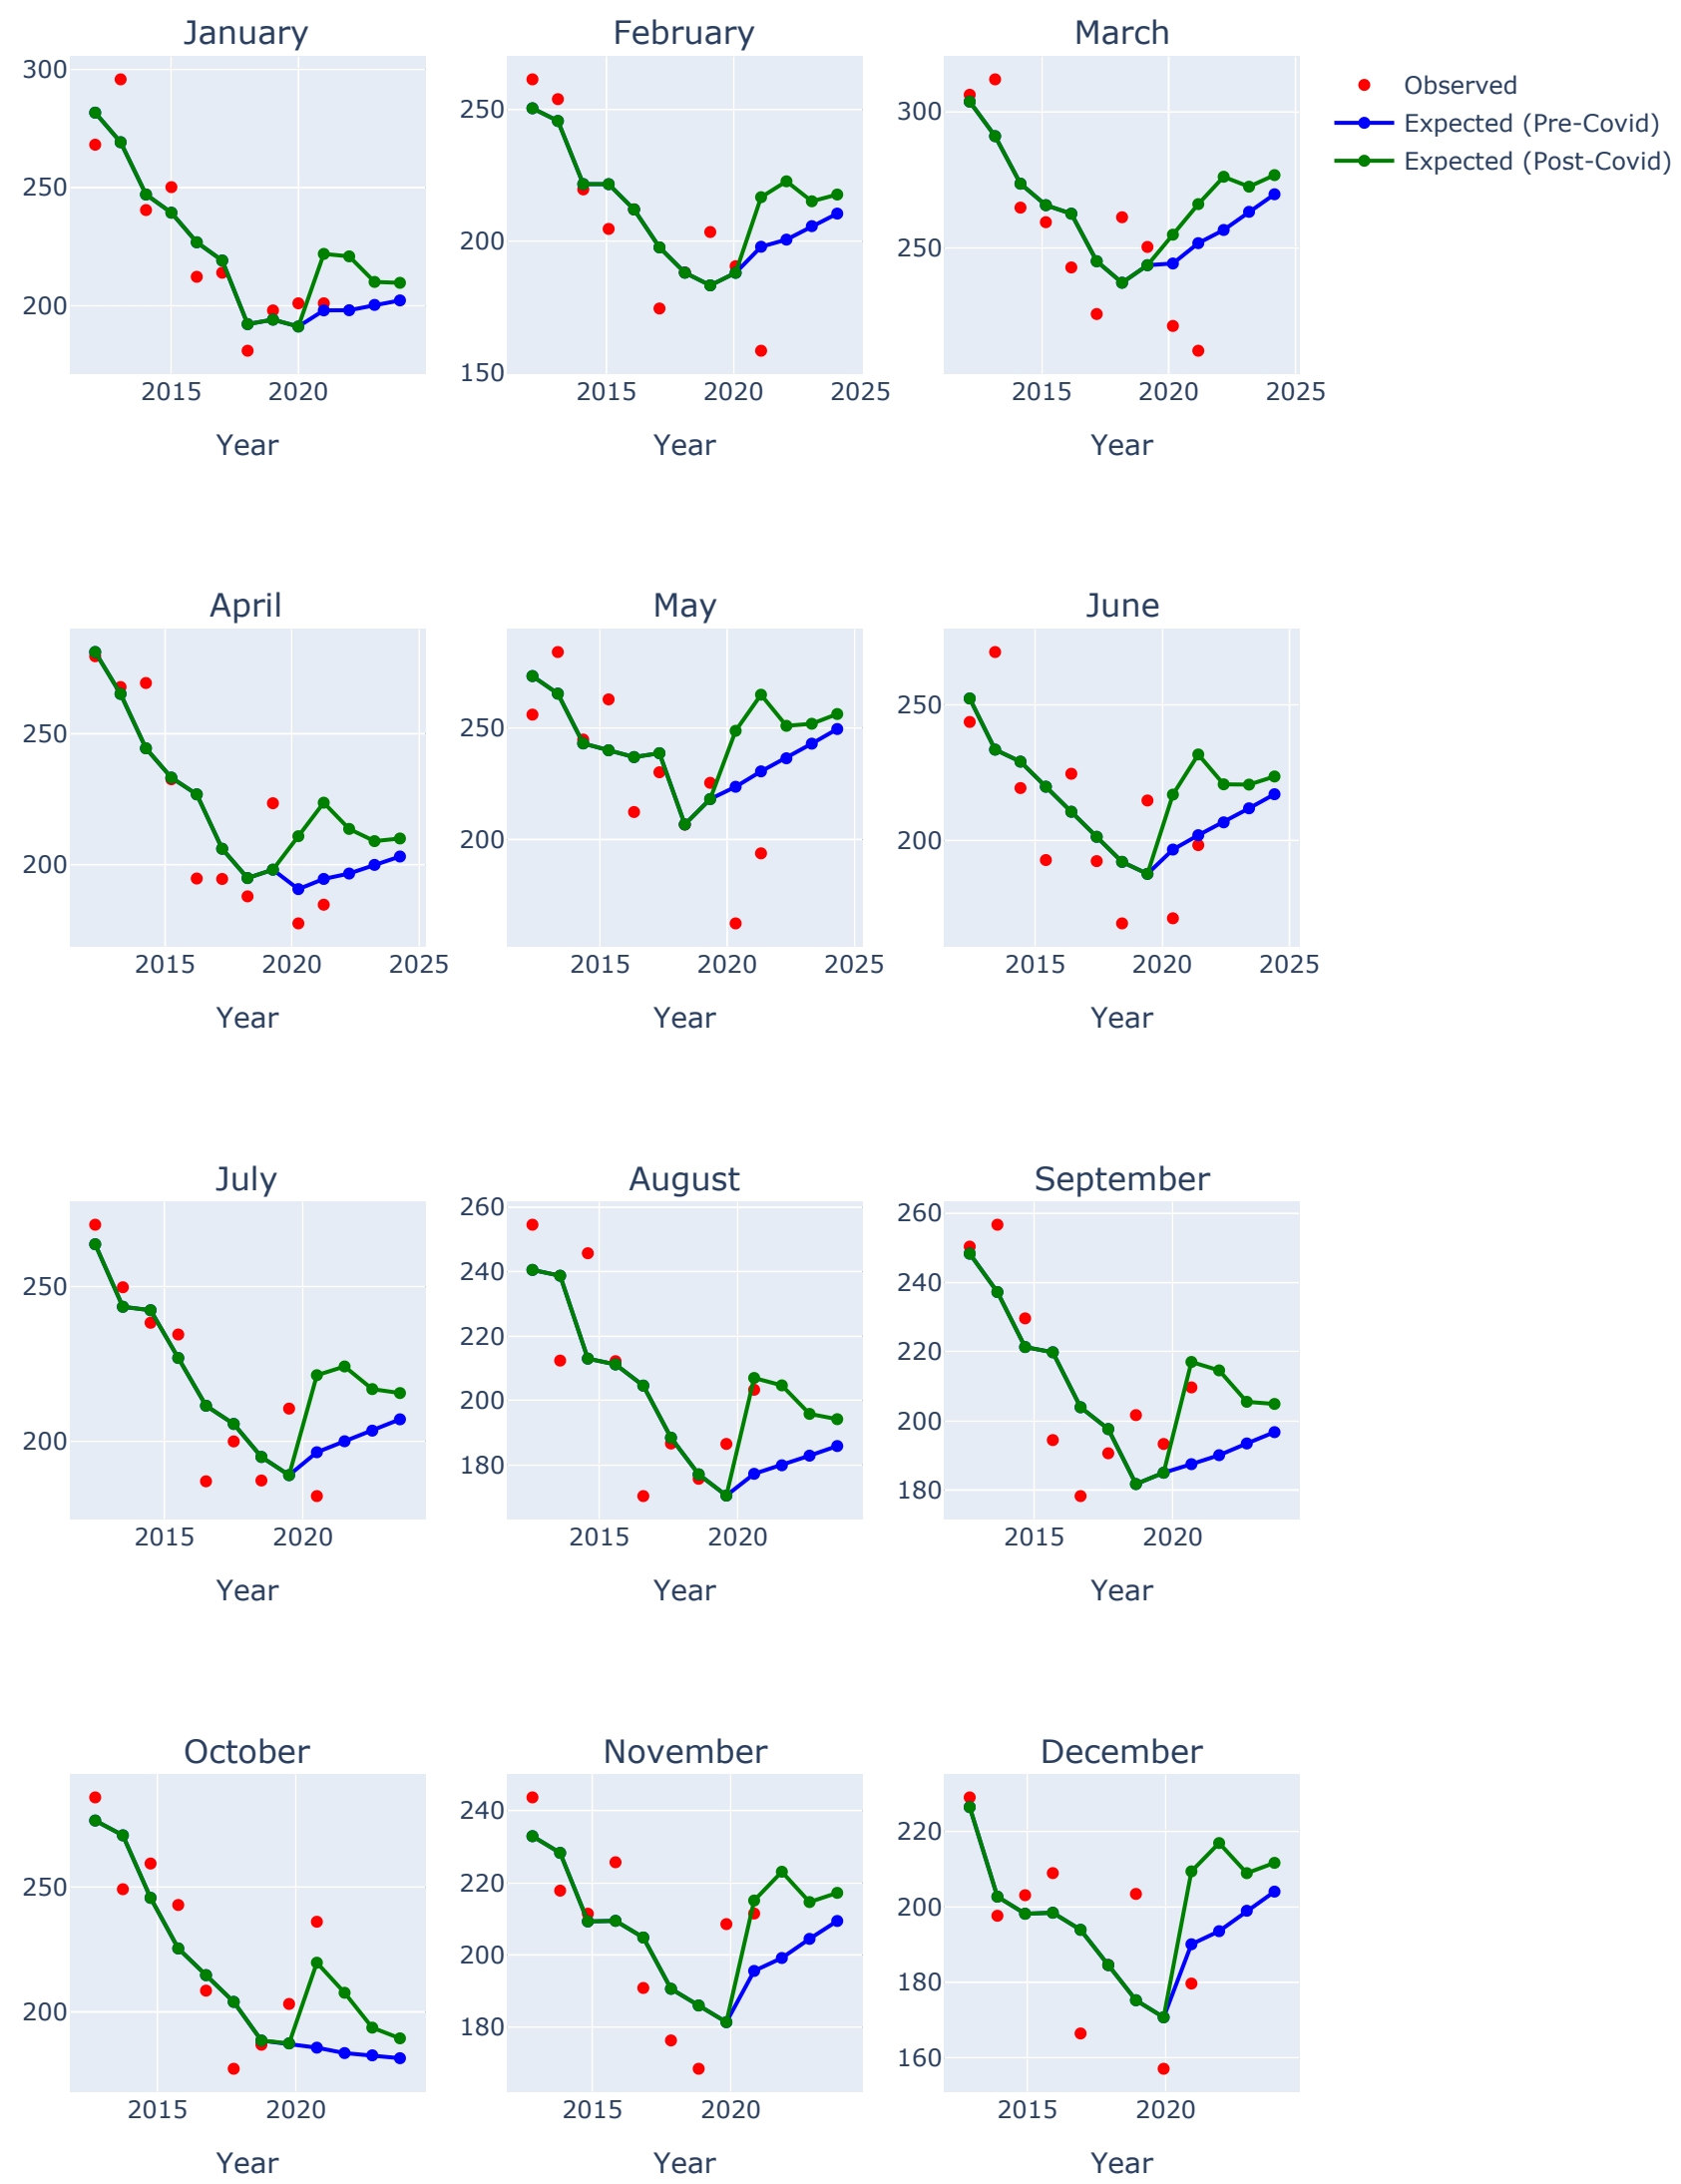 January February March
300
250
200
2015 2020
Year
250
200
150
2015 2020 2025
Year
300
250
2015 2020 2025
Year
Observed
Expected (Pre-Covid)
Expected (Post-Covid)
April May June
250
200
2015 2020 2025
Year
250
200
2015 2020 2025
Year
250
200
2015 2020 2025
Year
July August September
250
200
2015 2020
Year
260
240
220
200
180
2015 2020
Year
260
240
220
200
180
2015 2020
Year
October November December
250
200
2015 2020
Year
240
220
200
180
2015 2020
Year
220
200
180
160
2015 2020
Year